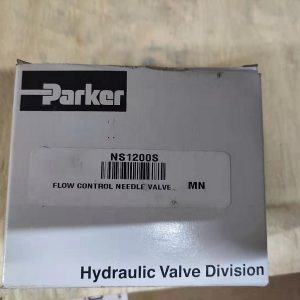 Parker
NS1200S
FLOW CONTROL NEEDLE VALVE MN
Hydraulic Valve Division